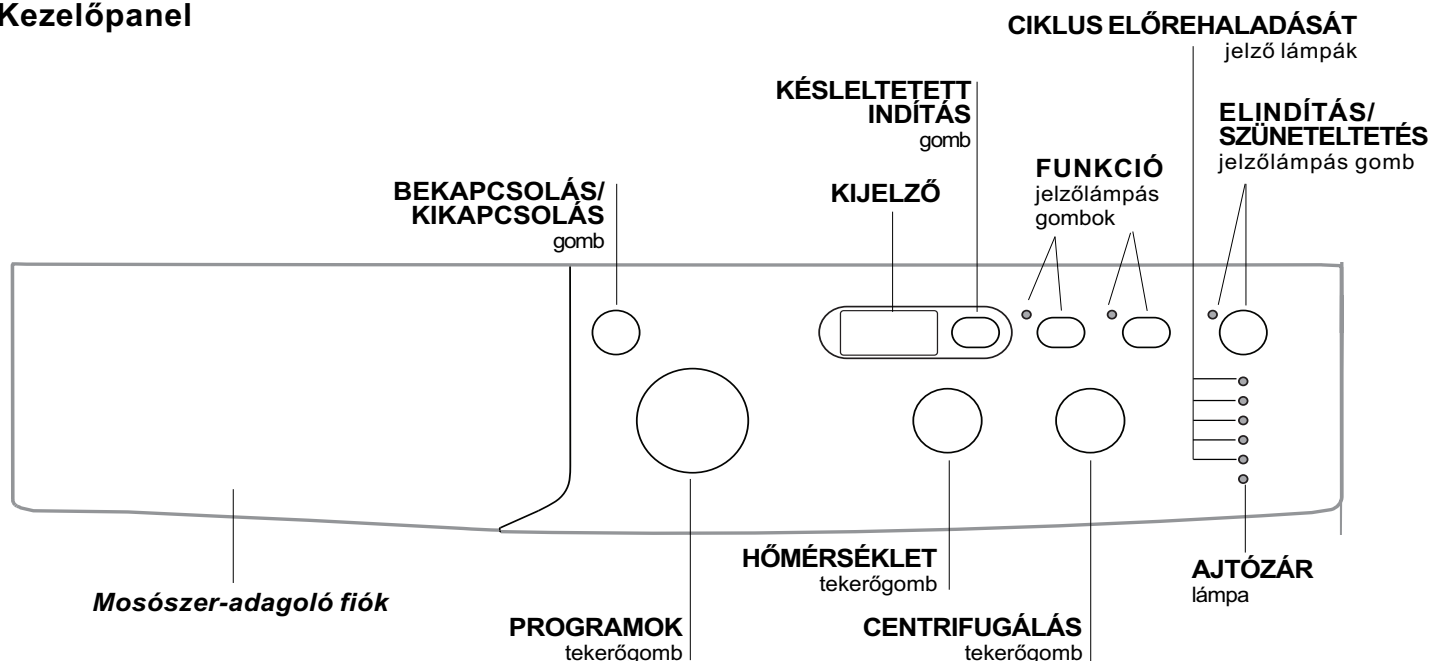 Kezelőpanel
CIKLUS ELŐREHALADÁSÁT
jelző lámpák
KÉSLELTETETT
INDÍTÁS
gomb
ELINDÍTÁS/
SZÜNETELTETÉS
jelzőlámpás gomb
FUNKCIÓ
jelzőlámpás
gombok
BEKAPCSOLÁS/
KIKAPCSOLÁS
gomb
KIJELZŐ
HŐMÉRSÉKLET
tekerőgomb
AJTÓZÁR
lámpa
Mosószer-adagoló fiók
PROGRAMOK
tekerőgomb
CENTRIFUGÁLÁS
tekerőgomb